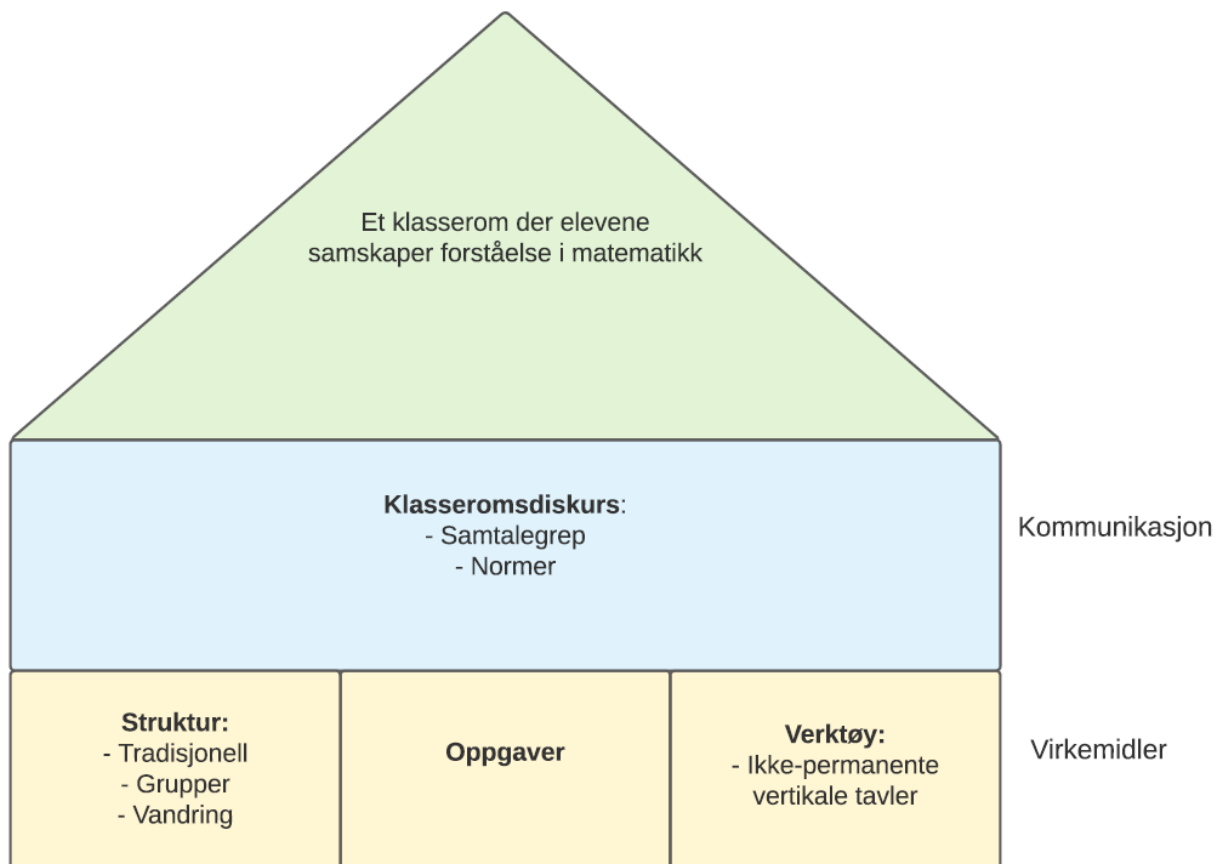 Et klasserom der elevene
samskaper forståelse i matematikk
Klasseromsdiskurs:
- Samtalegrep
- Normer
Kommunikasjon
Struktur:
- Tradisjonell
- Grupper
- Vandring
Oppgaver
Verktøy:
- Ikke-permanente
vertikale tavler
Virkemidler